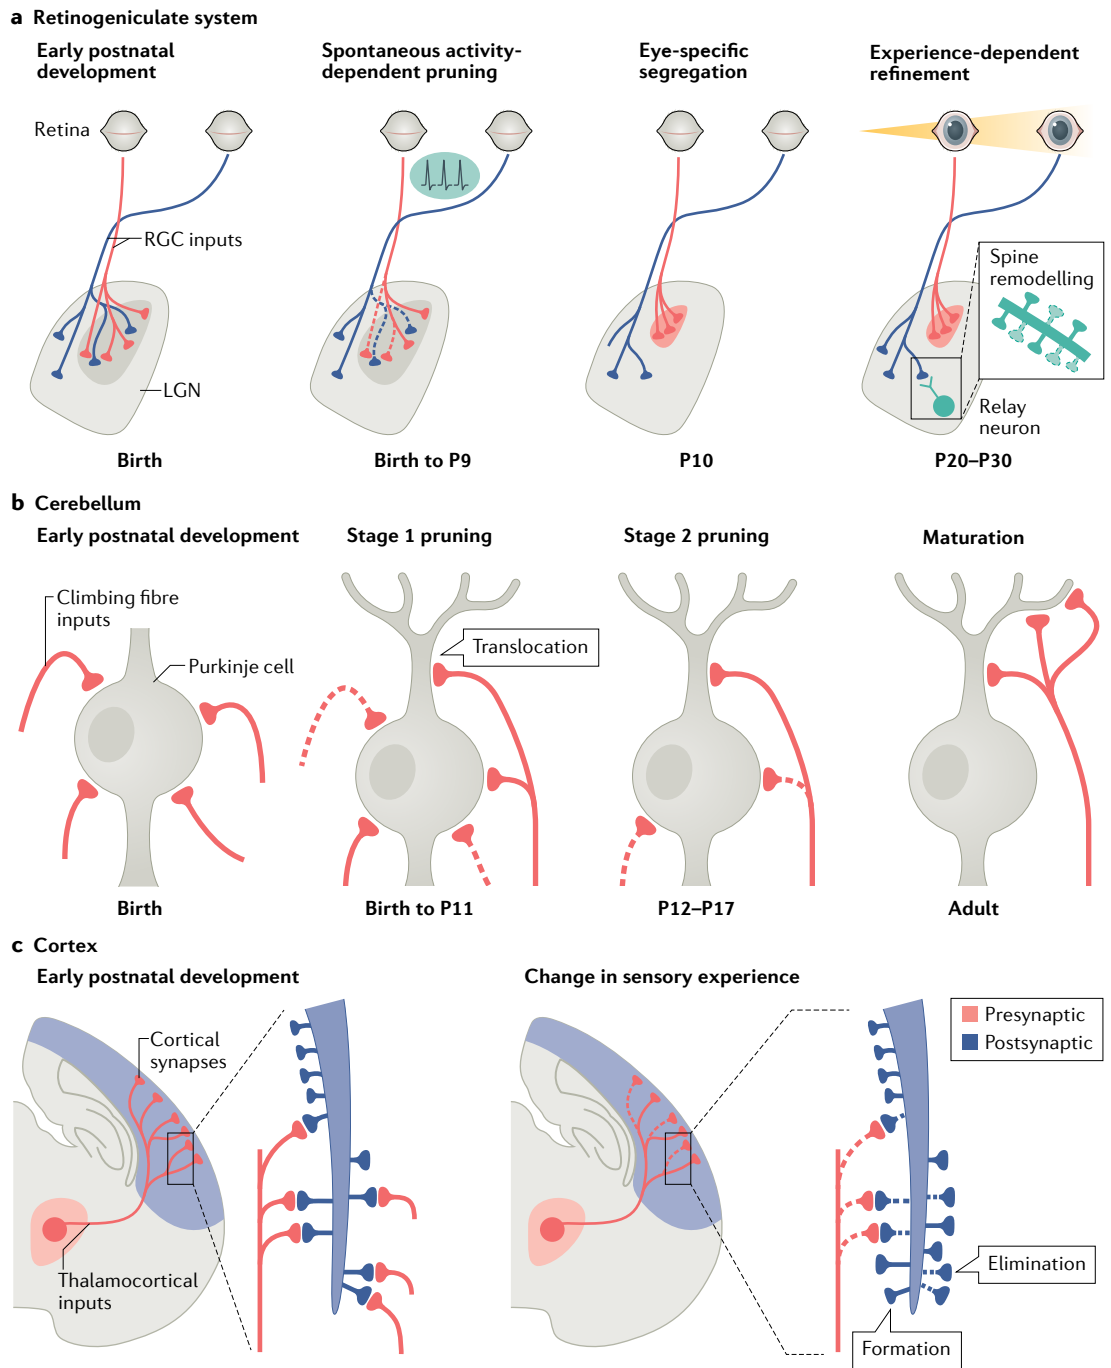 a Retinogeniculate system
Early postnatal
development
Spontaneous activity-
dependent pruning
Eye-specific
segregation
Experience-dependent
refinement
Retina
RGC inputs
LGN
Spine
remodelling
Relay
neuron
Birth
Birth to P9
P10
P20–P30
b Cerebellum
Early postnatal development
Stage 1 pruning
Stage 2 pruning
Maturation
Climbing fibre
inputs
Purkinje cell
Translocation
Birth
Birth to P11
P12–P17
Adult
c Cortex
Early postnatal development
Change in sensory experience
Cortical
synapses
Thalamocortical
inputs
Presynaptic
Postsynaptic
Elimination
Formation